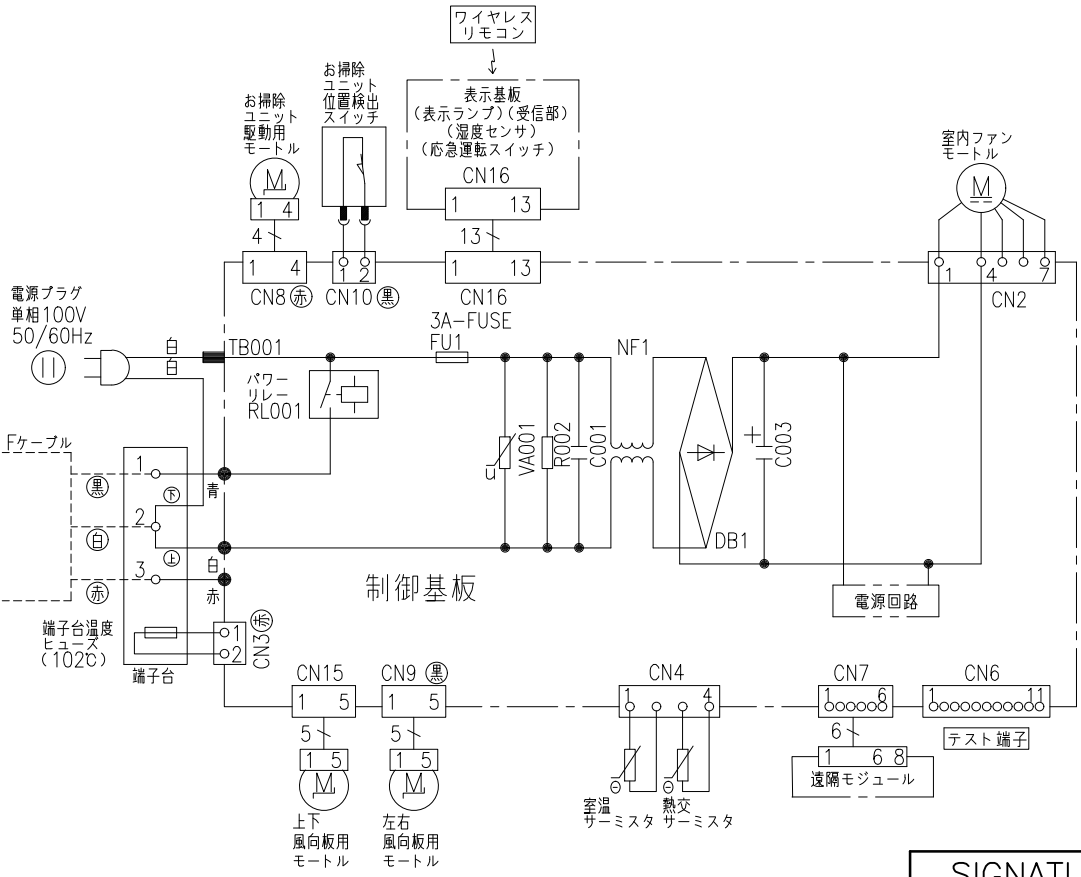 ワイヤレス
リモコン
お掃除
ユニット
位置検出
スイッチ
お掃除
ユニット
駆動用
モートル
M
1 4
4
1 4
CN8 赤
1 2
CN10 黒
表示基板
(表示ランプ)(受信部)
(湿度センサ)
(応急運転スイッチ)
CN16
1 13
13
1 13
CN16
室内ファン
モートル
M
1 4 7
CN2
電源プラグ
単相100V
50/60Hz
白
白
TB001
3A-FUSE
FU1
パワー
リレー
RL001
u
VA001
R002
C001
NF1
DB1
+
C003
電源回路
Fケーブル
黒
白
赤
1
2
3
下
上
青
白
赤
制御基板
端子台温度
ヒューズ
(102℃)
端子台
1
2
CN3赤
CN15
1 5
5
1 5
M
上下
風向板用
モートル
CN9 黒
1 5
5
1 5
M
左右
風向板用
モートル
CN4
1 4
室温
サーミスタ
熱交
サーミスタ
CN7
1 6
6
1 6 8
遠隔モジュール
CN6
1 11
テスト端子